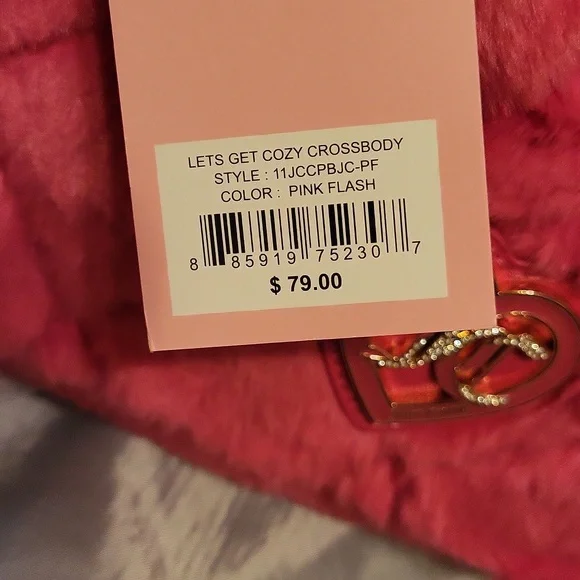 LETS GET COZY CROSSBODY
STYLE : 11JCCPBJC-PF
COLOR : PINK FLASH
8 85919 75230 7
$ 79.00